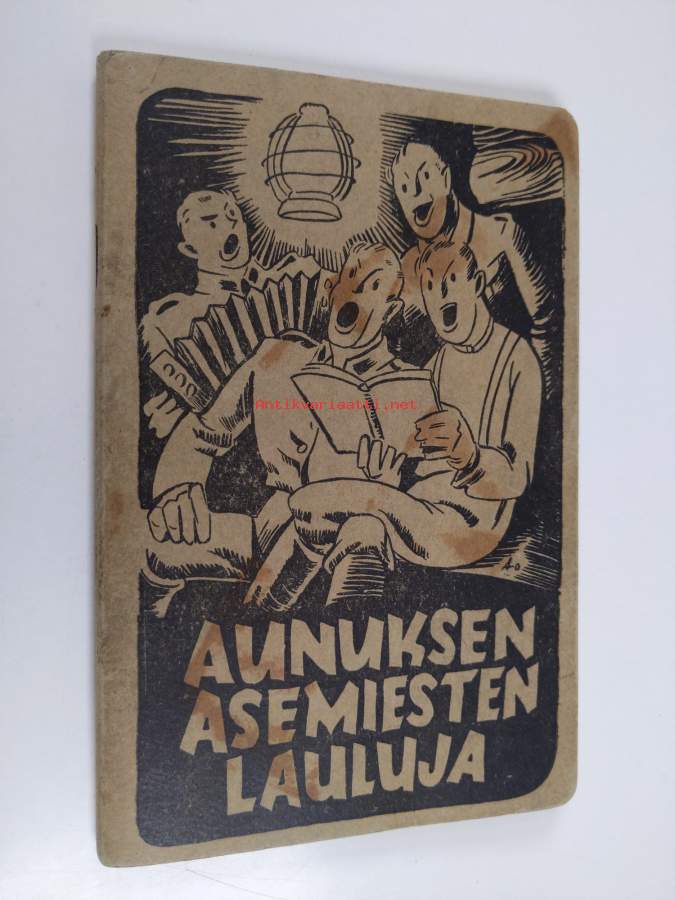 Antikvariaatti.net
A-O
AUNUKSEN
ASEMIESTEN
LAULUJA